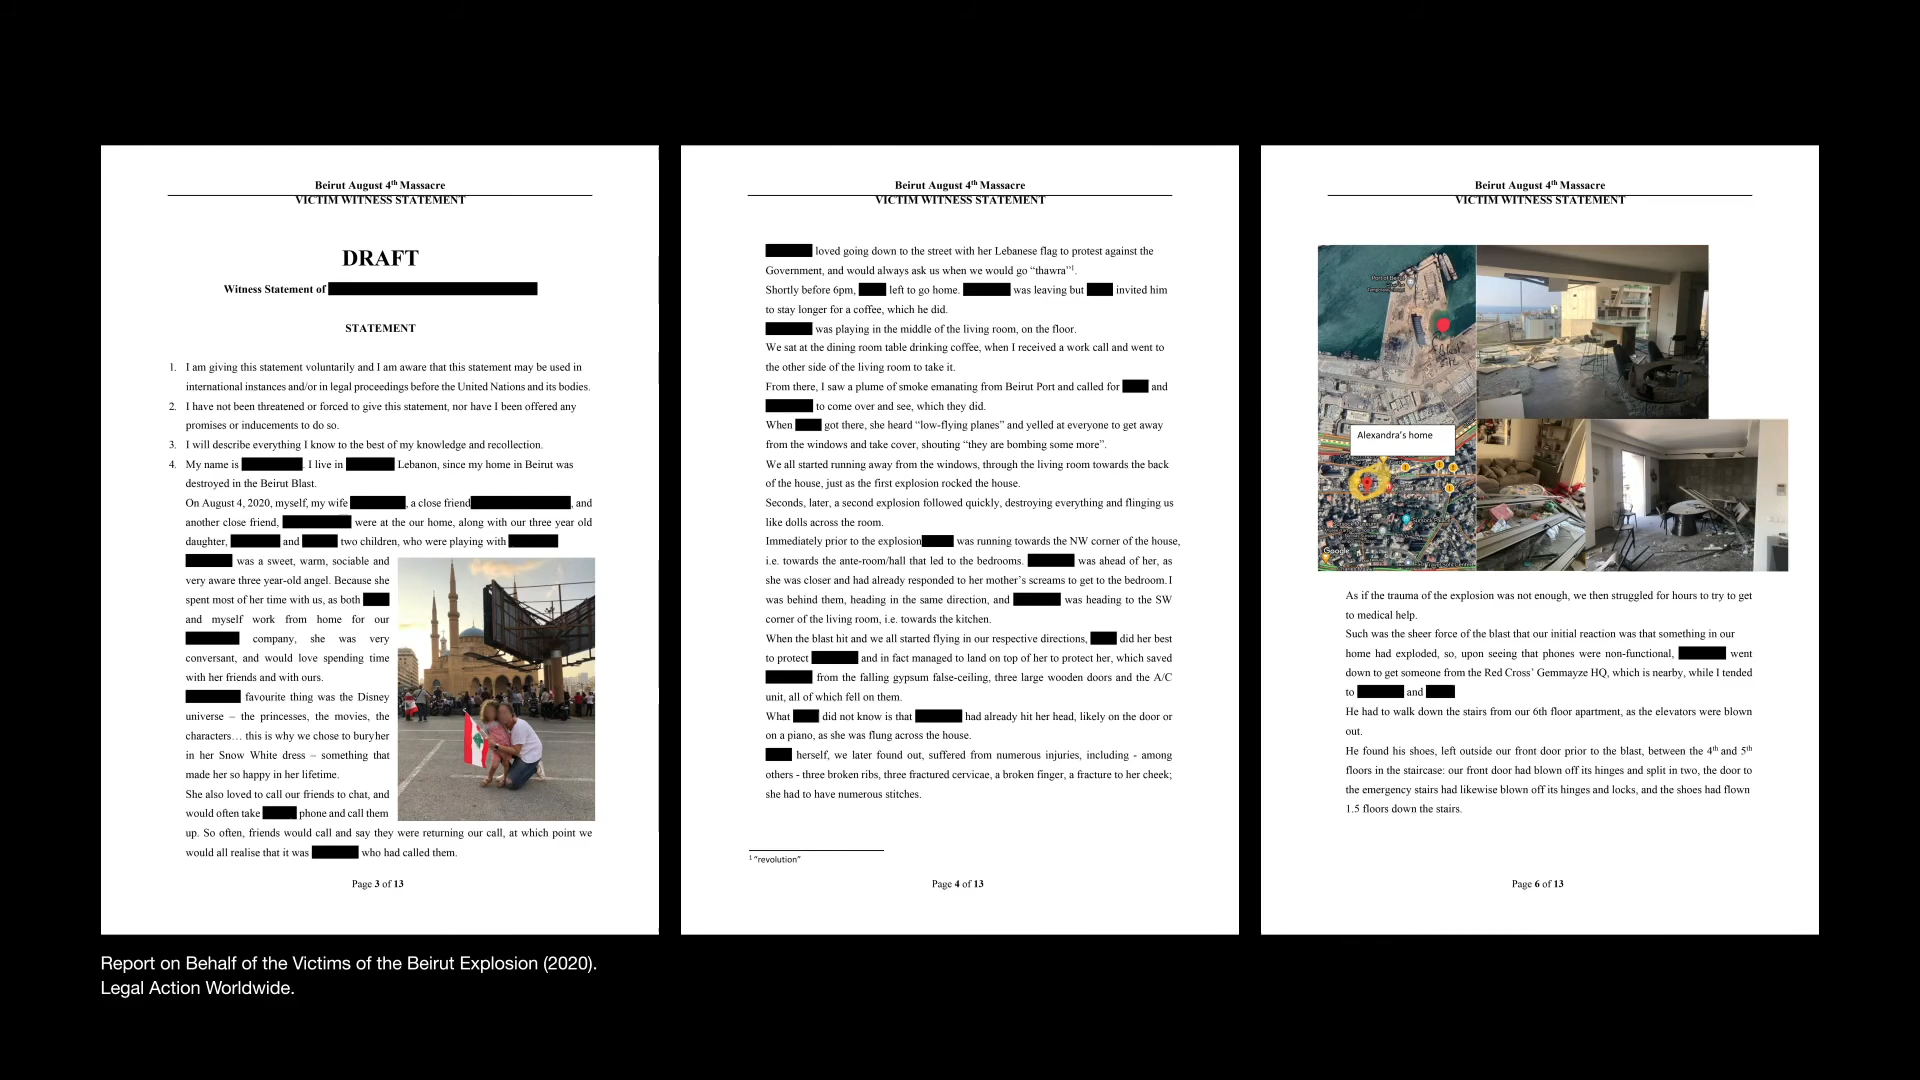 Beirut August 4th Massacre
VICTIM WITNESS STATEMENT
DRAFT
Witness Statement of
STATEMENT
1. I am giving this statement voluntarily and I am aware that this statement may be used in
international instances and/or in legal proceedings before the United Nations and its bodies.
2. I have not been threatened or forced to give this statement, nor have I been offered any
promises or inducements to do so.
3. I will describe everything I know to the best of my knowledge and recollection.
4. My name is . I live in Lebanon, since my home in Beirut was
destroyed in the Beirut Blast.
On August 4, 2020, myself, my wife , a close friend , and
another close friend, were at the our home, along with our three year old
daughter, and two children, who were playing with
was a sweet, warm, sociable and
very aware three year-old angel. Because she
spent most of her time with us, as both
and myself work from home for our
company, she was very
conversant, and would love spending time
with her friends and with ours.
favourite thing was the Disney
universe – the princesses, the movies, the
characters… this is why we chose to bury her
in her Snow White dress – something that
made her so happy in her lifetime.
She also loved to call our friends to chat, and
would often take phone and call them
up. So often, friends would call and say they were returning our call, at which point we
would all realise that it was who had called them.
Page 3 of 13
Beirut August 4th Massacre
VICTIM WITNESS STATEMENT
loved going down to the street with her Lebanese flag to protest against the
Government, and would always ask us when we would go “thawra”1.
Shortly before 6pm, left to go home. was leaving but invited him
to stay longer for a coffee, which he did.
was playing in the middle of the living room, on the floor.
We sat at the dining room table drinking coffee, when I received a work call and went to
the other side of the living room to take it.
From there, I saw a plume of smoke emanating from Beirut Port and called for and
to come over and see, which they did.
When got there, she heard “low-flying planes” and yelled at everyone to get away
from the windows and take cover, shouting “they are bombing some more”.
We all started running away from the windows, through the living room towards the back
of the house, just as the first explosion rocked the house.
Seconds, later, a second explosion followed quickly, destroying everything and flinging us
like dolls across the room.
Immediately prior to the explosion was running towards the NW corner of the house,
i.e. towards the ante-room/hall that led to the bedrooms. was ahead of her, as
she was closer and had already responded to her mother’s screams to get to the bedroom. I
was behind them, heading in the same direction, and was heading to the SW
corner of the living room, i.e. towards the kitchen.
When the blast hit and we all started flying in our respective directions, did her best
to protect and in fact managed to land on top of her to protect her, which saved
from the falling gypsum false-ceiling, three large wooden doors and the A/C
unit, all of which fell on them.
What did not know is that had already hit her head, likely on the door or
on a piano, as she was flung across the house.
herself, we later found out, suffered from numerous injuries, including - among
others - three broken ribs, three fractured cervicae, a broken finger, a fracture to her cheek;
she had to have numerous stitches.
1 “revolution”
Page 4 of 13
Beirut August 4th Massacre
VICTIM WITNESS STATEMENT
Port of Beirut
Alexandra’s home
Google
As if the trauma of the explosion was not enough, we then struggled for hours to try to get
to medical help.
Such was the sheer force of the blast that our initial reaction was that something in our
home had exploded, so, upon seeing that phones were non-functional, went
down to get someone from the Red Cross’ Gemmayze HQ, which is nearby, while I tended
to and
He had to walk down the stairs from our 6th floor apartment, as the elevators were blown
out.
He found his shoes, left outside our front door prior to the blast, between the 4th and 5th
floors in the staircase: our front door had blown off its hinges and split in two, the door to
the emergency stairs had likewise blown off its hinges and locks, and the shoes had flown
1.5 floors down the stairs.
Page 6 of 13
Report on Behalf of the Victims of the Beirut Explosion (2020).
Legal Action Worldwide.